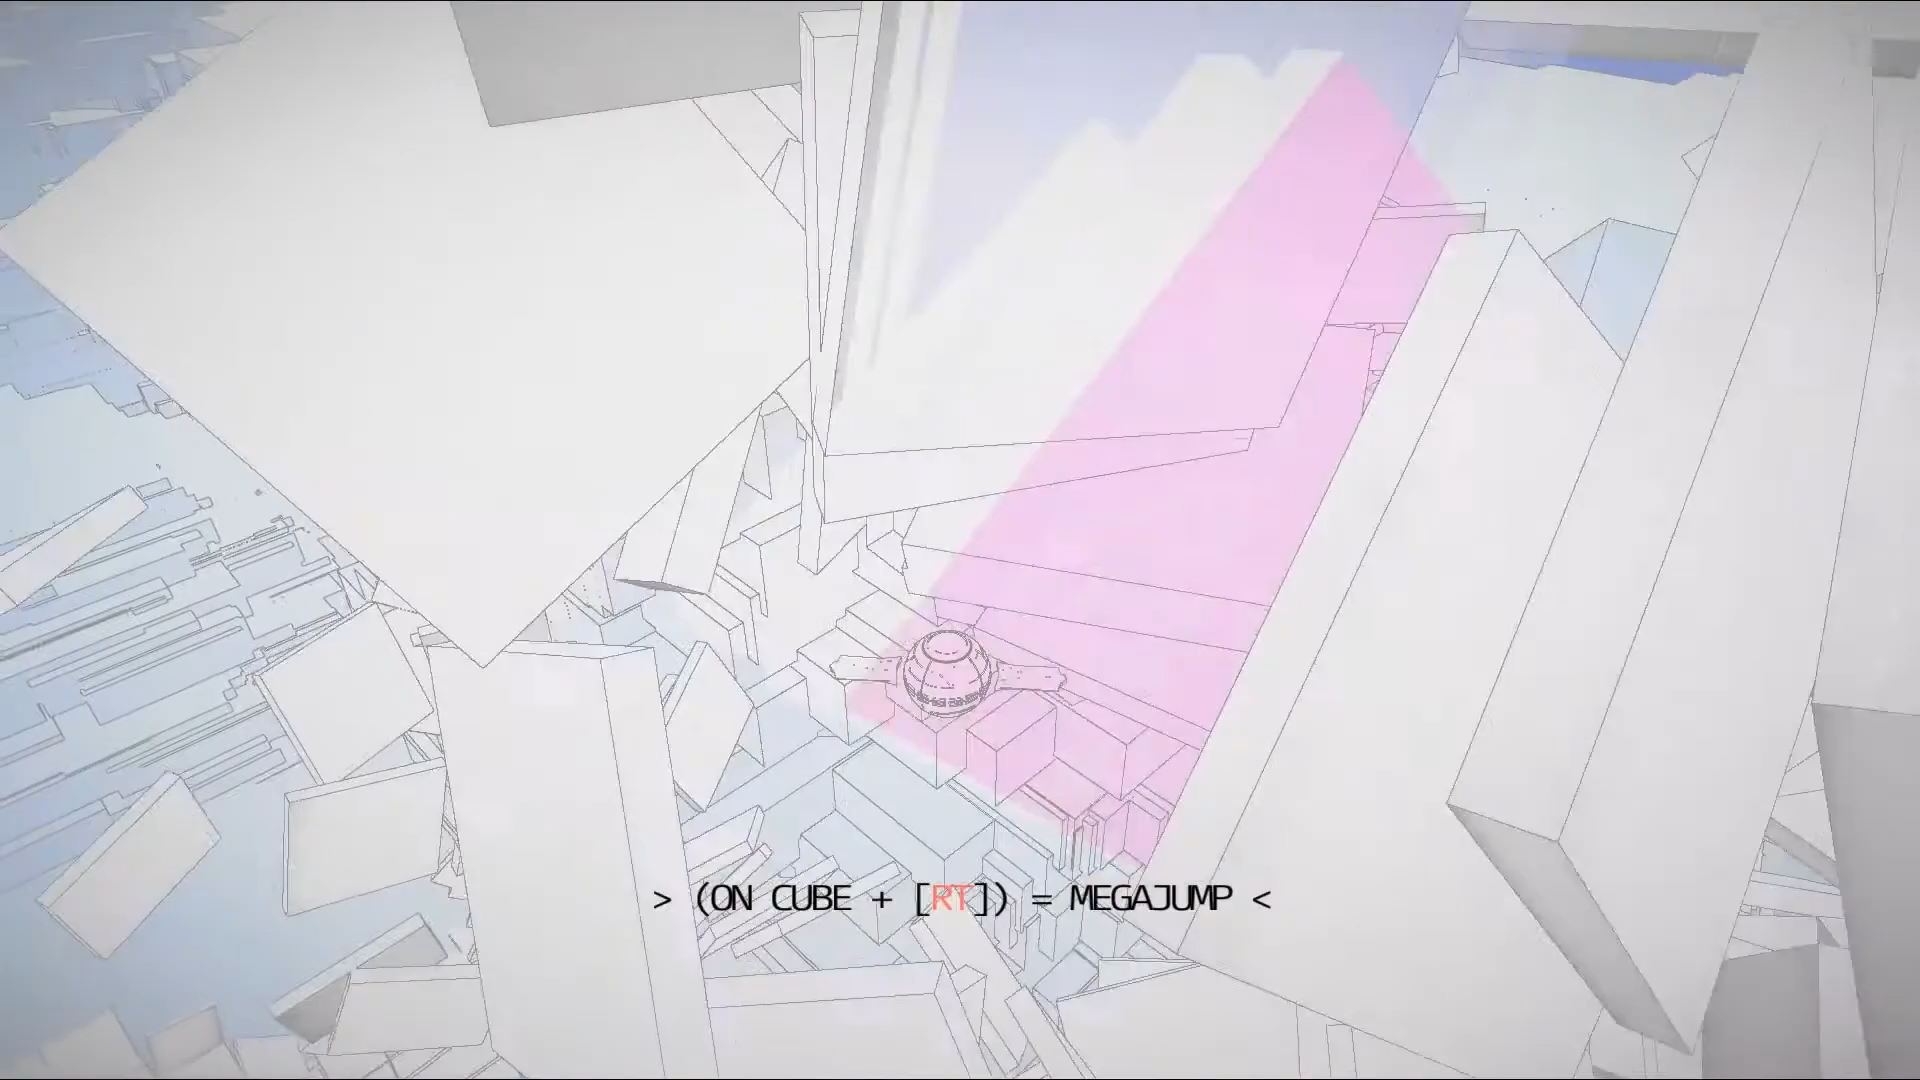 > (ON CUBE + [RT]) = MEGAJUMP <